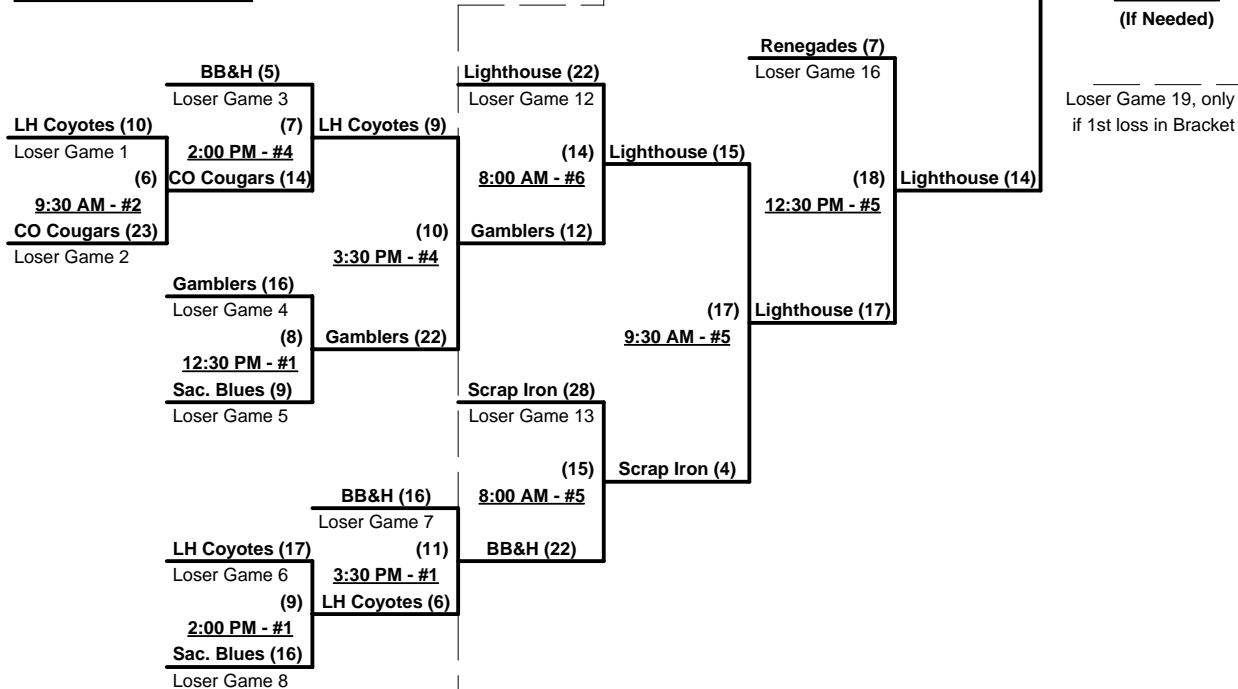 (If Needed)
Renegades (7)
Loser Game 16
BB&H (5)
Loser Game 3
Lighthouse (22)
Loser Game 12
Loser Game 19, only
if 1st loss in Bracket
LH Coyotes (10)
Loser Game 1
(7)
2:00 PM - #4
LH Coyotes (9)
(6)
9:30 AM - #2
CO Cougars (14)
(14)
8:00 AM - #6
Lighthouse (15)
(18)
12:30 PM - #5
Lighthouse (14)
CO Cougars (23)
Loser Game 2
(10)
3:30 PM - #4
Gamblers (12)
Gamblers (16)
Loser Game 4
(8)
12:30 PM - #1
Gamblers (22)
(17)
9:30 AM - #5
Lighthouse (17)
Sac. Blues (9)
Loser Game 5
Scrap Iron (28)
Loser Game 13
(15)
8:00 AM - #5
Scrap Iron (4)
BB&H (16)
Loser Game 7
LH Coyotes (17)
Loser Game 6
(11)
3:30 PM - #1
BB&H (22)
(9)
2:00 PM - #1
LH Coyotes (6)
Sac. Blues (16)
Loser Game 8